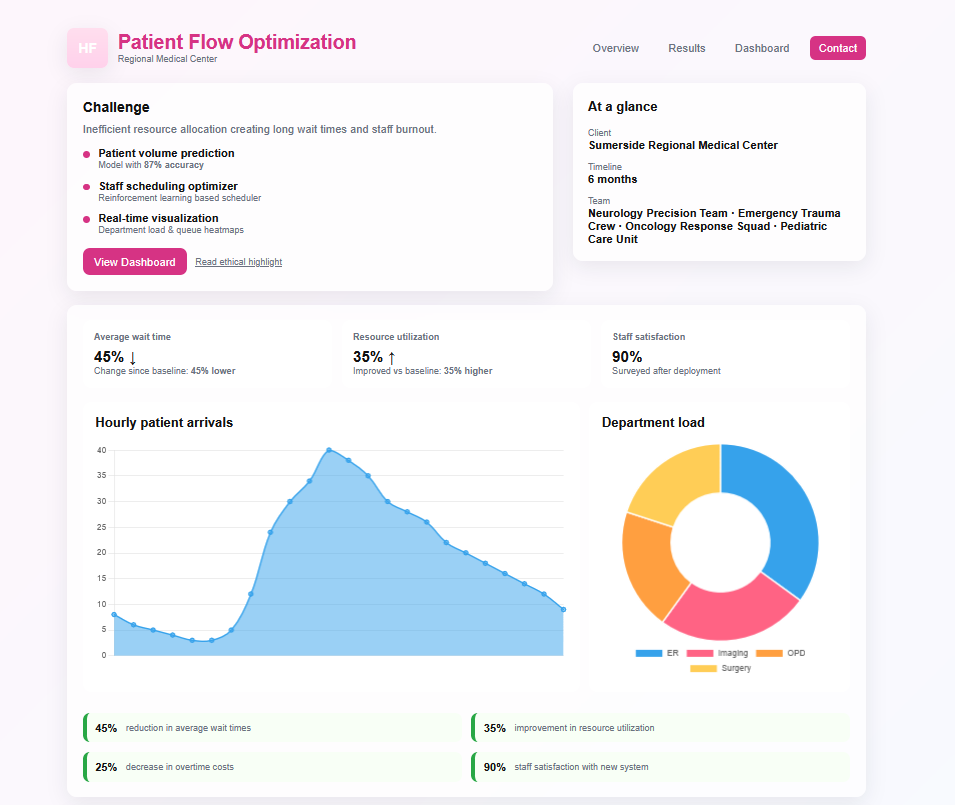 HF
Patient Flow Optimization
Regional Medical Center
Overview
Results
Dashboard
Contact
Challenge
Inefficient resource allocation creating long wait times and staff burnout.
Patient volume prediction
Model with 87% accuracy
Staff scheduling optimizer
Reinforcement learning based scheduler
Real-time visualization
Department load & queue heatmaps
View Dashboard
Read ethical highlight
At a glance
Client
Sumerside Regional Medical Center
Timeline
6 months
Team
Neurology Precision Team · Emergency Trauma
Crew · Oncology Response Squad · Pediatric
Care Unit
Average wait time
45% ↓
Change since baseline: 45% lower
Resource utilization
35% ↑
Improved vs baseline: 35% higher
Staff satisfaction
90%
Surveyed after deployment
Hourly patient arrivals
40
35
30
25
20
15
10
5
0
Department load
ER
Imaging
OPD
Surgery
45% reduction in average wait times
35% improvement in resource utilization
25% decrease in overtime costs
90% staff satisfaction with new system